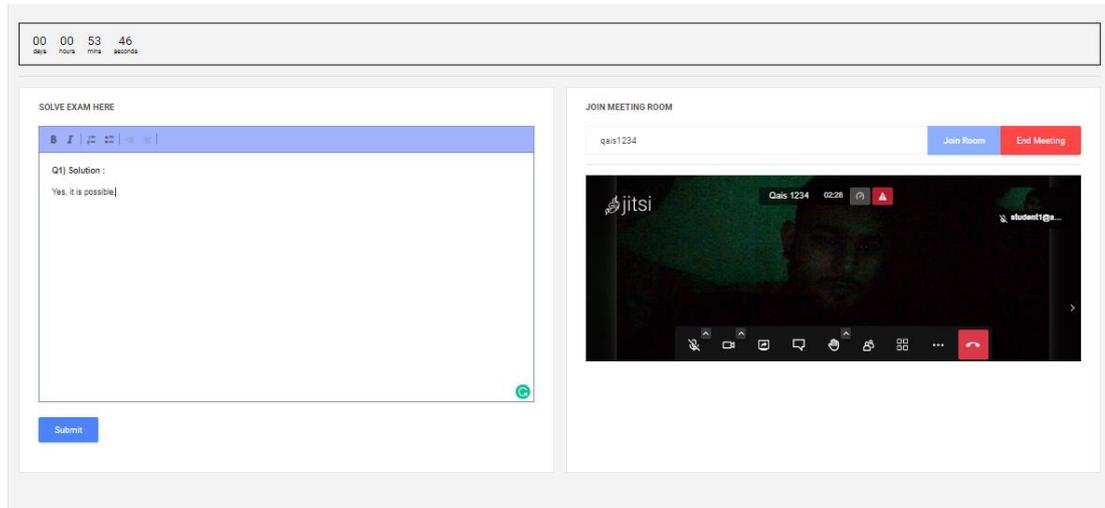 00 00 53 46
days hours mins seconds
SOLVE EXAM HERE
B I
Q1) Solution :
Yes, it is possible
Submit
JOIN MEETING ROOM
qais1234
Join Room
End Meeting
jitsi
Qais 1234 02:28
student1@a...